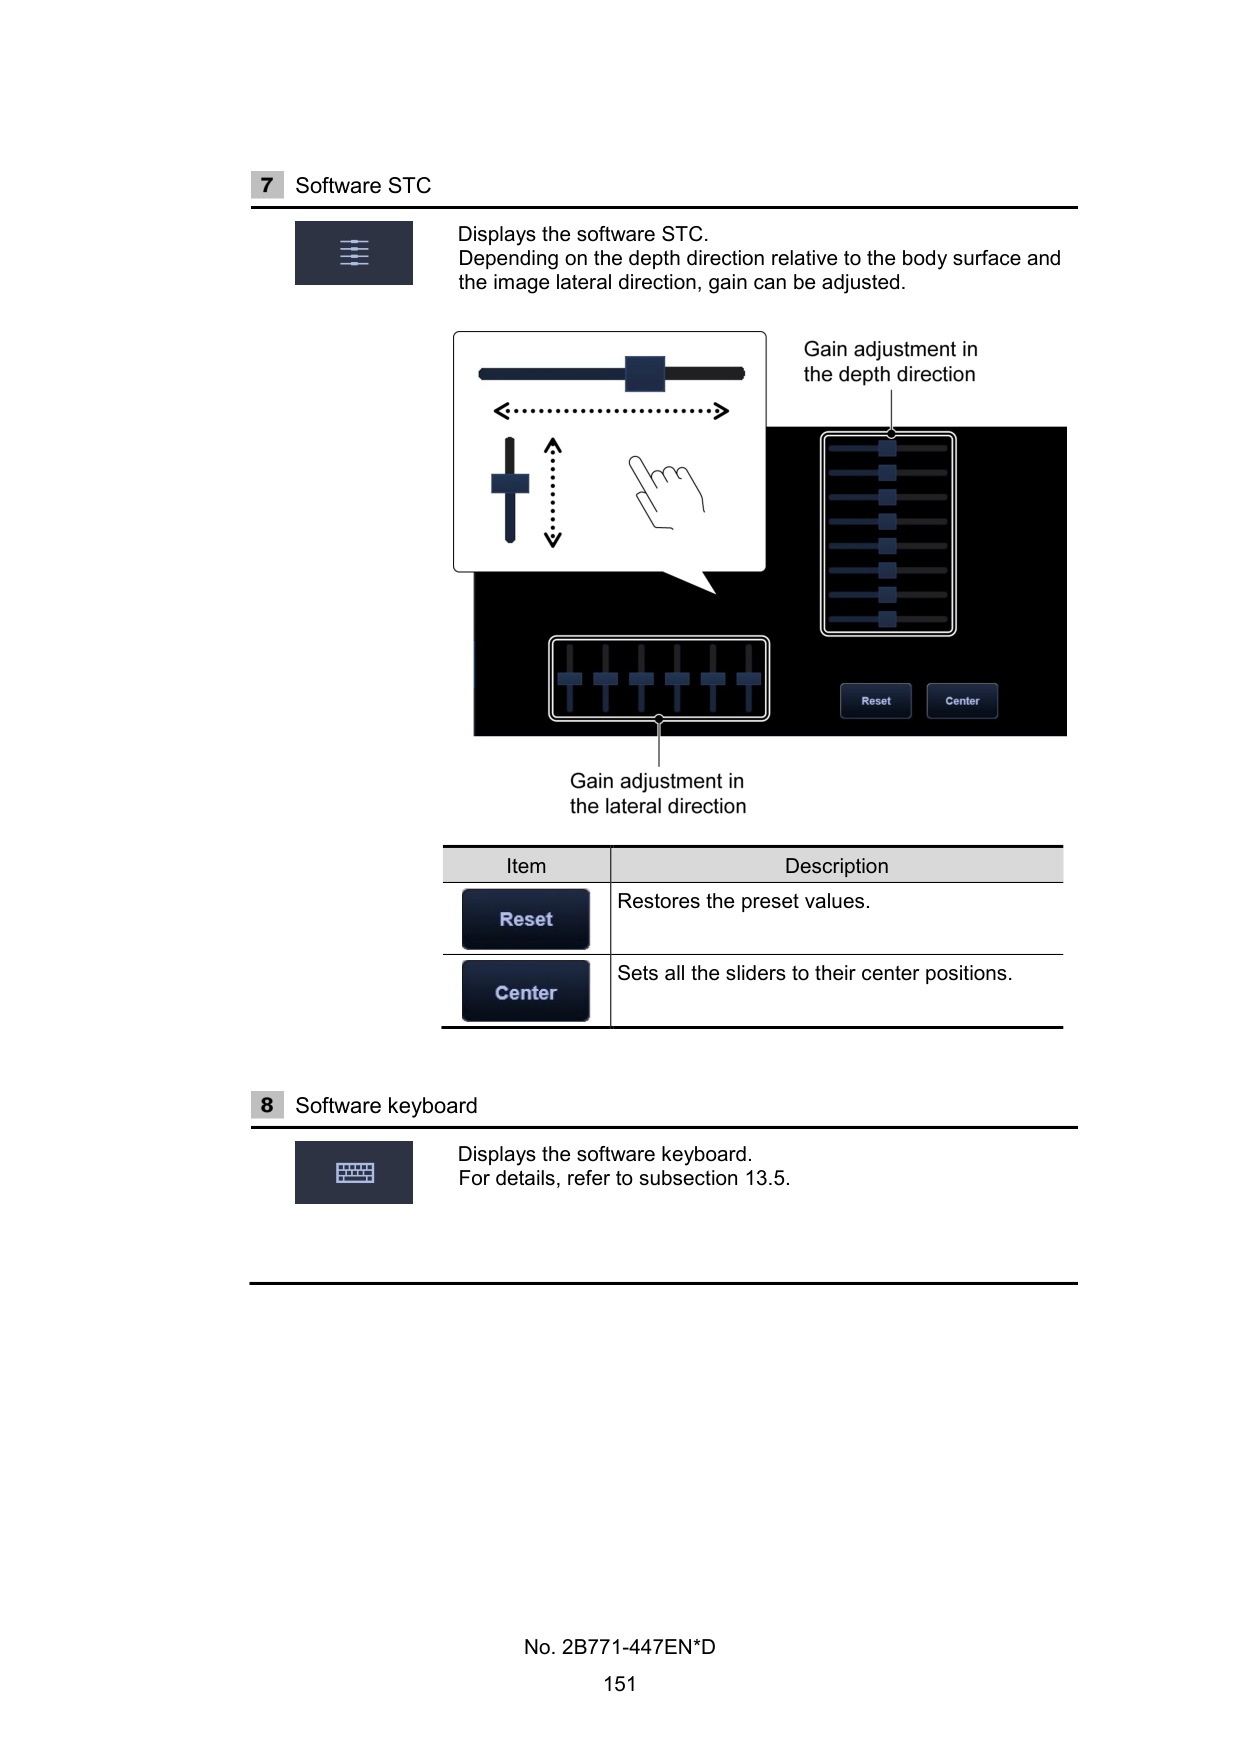 7 Software STC
Displays the software STC.
Depending on the depth direction relative to the body surface and
the image lateral direction, gain can be adjusted.
Gain adjustment in
the depth direction
Reset Center
Gain adjustment in
the lateral direction
Item Description
Reset Restores the preset values.
Center Sets all the sliders to their center positions.
8 Software keyboard
Displays the software keyboard.
For details, refer to subsection 13.5.
No. 2B771-447EN*D
151